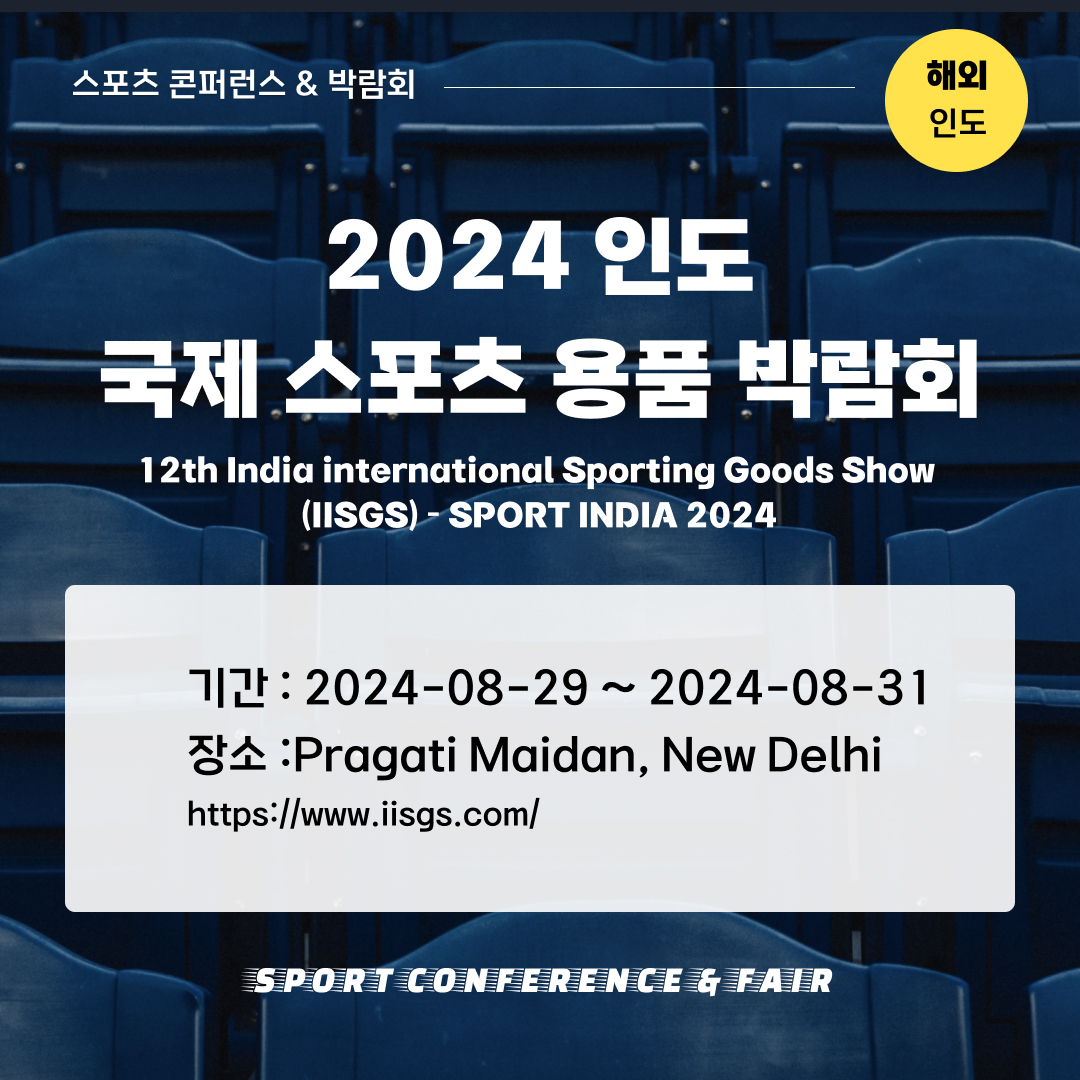 스포츠 콘퍼런스 & 박람회
해외
인도
2024 인도
국제 스포츠 용품 박람회
12th India international Sporting Goods Show
(IISGS) - SPORT INDIA 2024
기간 : 2024-08-29 ~ 2024-08-31
장소 :Pragati Maidan, New Delhi
https://www.iisgs.com/
SPORT CONFERENCE & FAIR